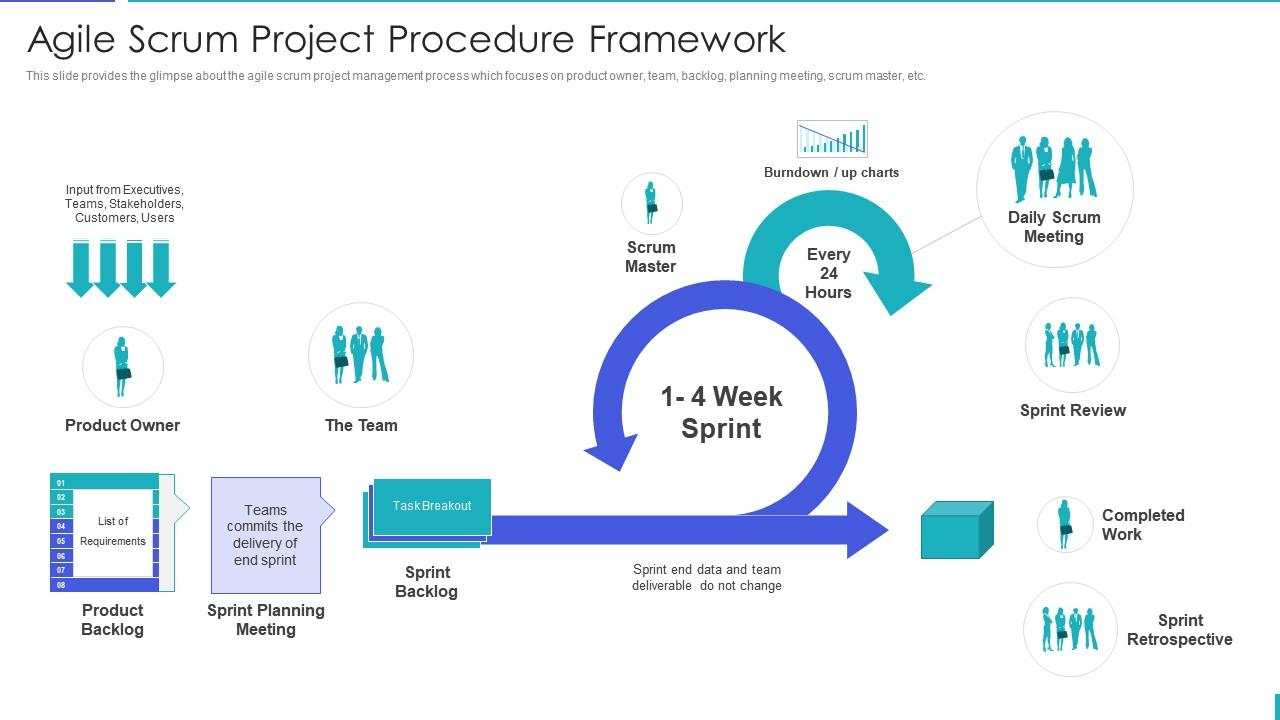 Agile Scrum Project Procedure Framework
This slide provides the glimpse about the agile scrum project management process which focuses on product owner, team, backlog, planning meeting, scrum master, etc.
Input from Executives,
Teams, Stakeholders,
Customers, Users
Product Owner
The Team
Scrum
Master
Burndown / up charts
Every
24
Hours
Daily Scrum
Meeting
1- 4 Week
Sprint
Sprint Review
01
02
03
04
05
06
07
08
List of
Requirements
Product
Backlog
Teams
commits the
delivery of
end sprint
Sprint Planning
Meeting
Task Breakout
Sprint
Backlog
Sprint end data and team
deliverable do not change
Completed
Work
Sprint
Retrospective